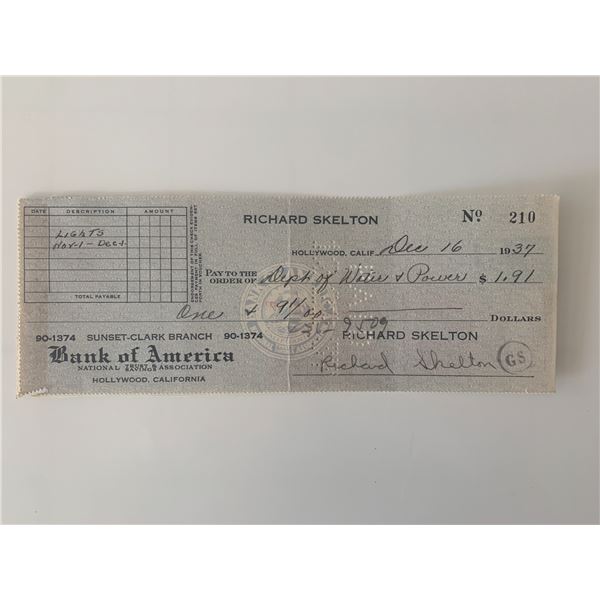 DATE DESCRIPTION AMOUNT
LIGHTS
Nov-1 - Dec-1
TOTAL PAYABLE
RICHARD SKELTON Nº 210
HOLLYWOOD, CALIF. Dec 16 1937
PAY TO THE
ORDER OF Dept of Water & Power $ 1.91
One & 91/00 DOLLARS
90-1374 SUNSET-CLARK BRANCH 90-1374
RICHARD SKELTON
Bank of America
NATIONAL TRUST & SAVINGS ASSOCIATION
HOLLYWOOD, CALIFORNIA
Richard Skelton GS